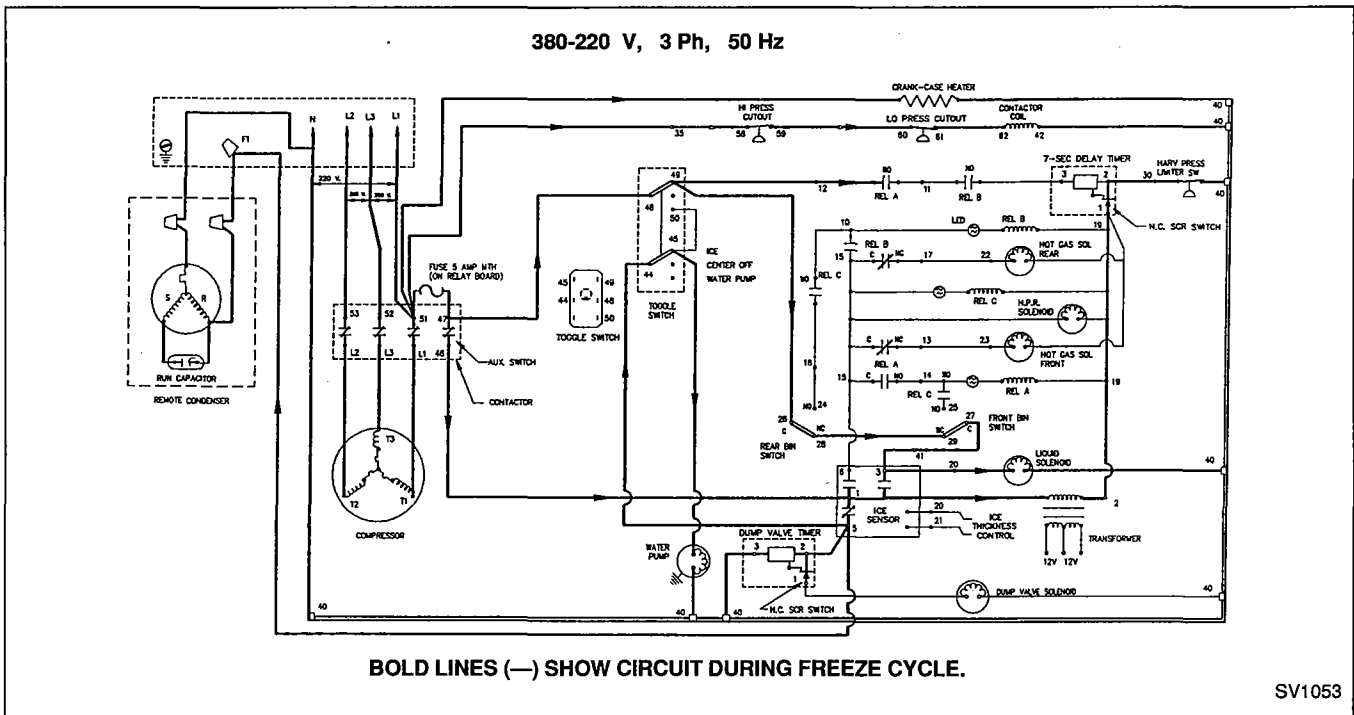 380-220 V, 3 Ph, 50 Hz
CRANK-CASE HEATER
40
N
L2
L3
L1
F1
HI PRESS
CUTOUT
35
58
59
LO PRESS CUTOUT
60
61
CONTACTOR
COIL
62
42
40
220 V.
7-SEC DELAY TIMER
3
2
1
30
HARV PRESS
LIMITER SW
40
N.C. SCR SWITCH
49
48
50
45
44
12
NO
REL A
11
NO
REL B
ICE
CENTER OFF
WATER PUMP
TOGGLE
SWITCH
45
44
49
48
50
TOGGLE SWITCH
10
LED
REL B
19
REL B
15
C
NC
17
22
HOT GAS SOL
REAR
NO
REL C
REL C
H.P.R.
SOLENOID
C
NC
13
23
HOT GAS SOL
FRONT
REL A
15
C
NO
14
NO
REL C
NO
25
REL A
19
18
NO
24
FUSE 5 AMP MTH
(ON RELAY BOARD)
53
52
51
47
L2
L3
L1
46
AUX. SWITCH
CONTACTOR
S
R
RUN CAPACITOR
REMOTE CONDENSER
26
C
NC
28
REAR BIN
SWITCH
27
NC
C
29
FRONT BIN
SWITCH
41
T3
T2
T1
COMPRESSOR
6
3
1
5
20
LIQUID
SOLENOID
40
ICE
SENSOR
20
21
ICE
THICKNESS
CONTROL
2
TRANSFORMER
12V
12V
WATER
PUMP
DUMP VALVE TIMER
3
2
1
N.C. SCR SWITCH
DUMP VALVE SOLENOID
40
40
40
40
BOLD LINES (—) SHOW CIRCUIT DURING FREEZE CYCLE.
SV1053